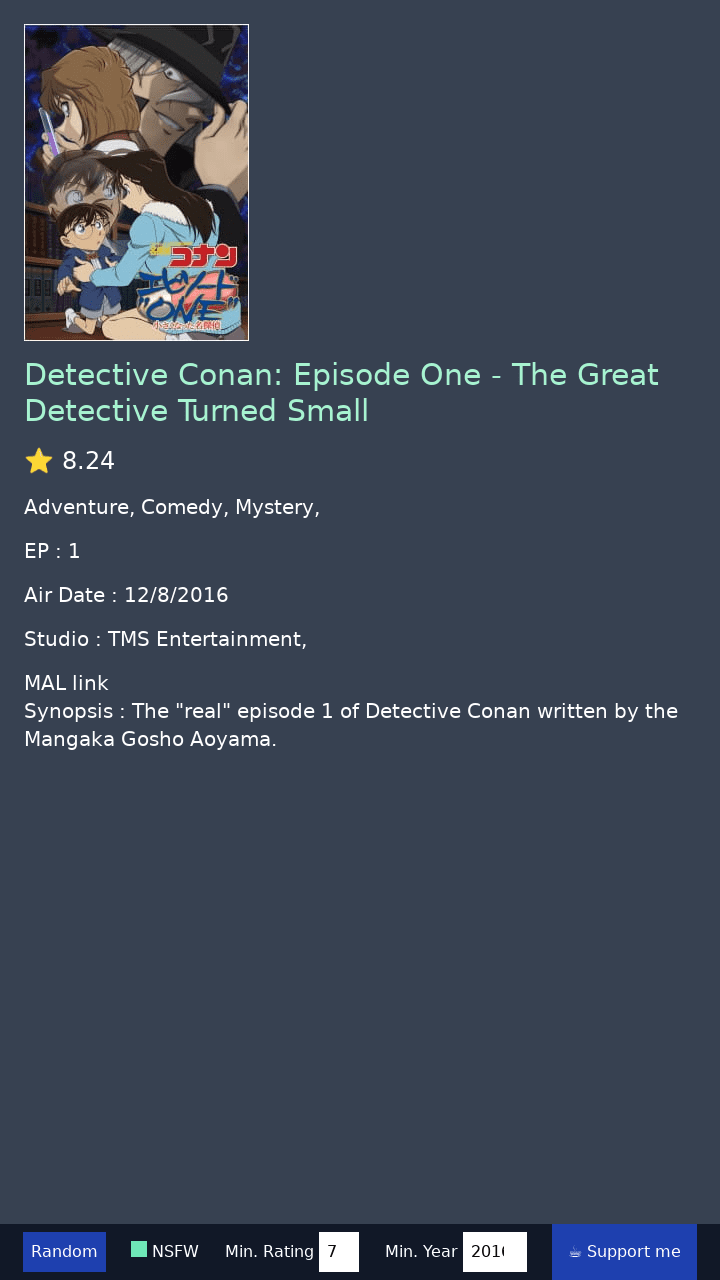 コナン
エピソード
"ONE"
小さくなった名探偵
Detective Conan: Episode One - The Great
Detective Turned Small
⭐ 8.24
Adventure, Comedy, Mystery,
EP : 1
Air Date : 12/8/2016
Studio : TMS Entertainment,
MAL link
Synopsis : The "real" episode 1 of Detective Conan written by the
Mangaka Gosho Aoyama.
Random NSFW Min. Rating 7 Min. Year 2016 ☕ Support me